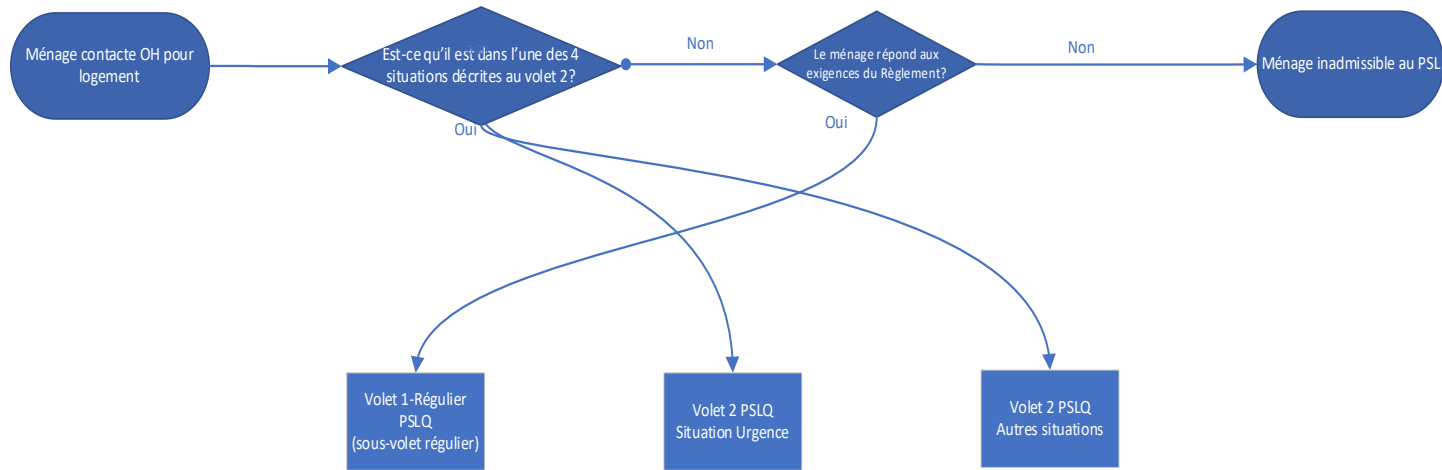 Ménage contacte OH pour
logement
Est-ce qu'il est dans l'une des 4
situations décrites au volet 2?
Non
Le ménage répond aux
exigences du Règlement?
Non
Ménage inadmissible au PSL
Oui
Oui
Volet 1-Régulier
PSLQ
(sous-volet régulier)
Volet 2 PSLQ
Situation Urgence
Volet 2 PSLQ
Autres situations